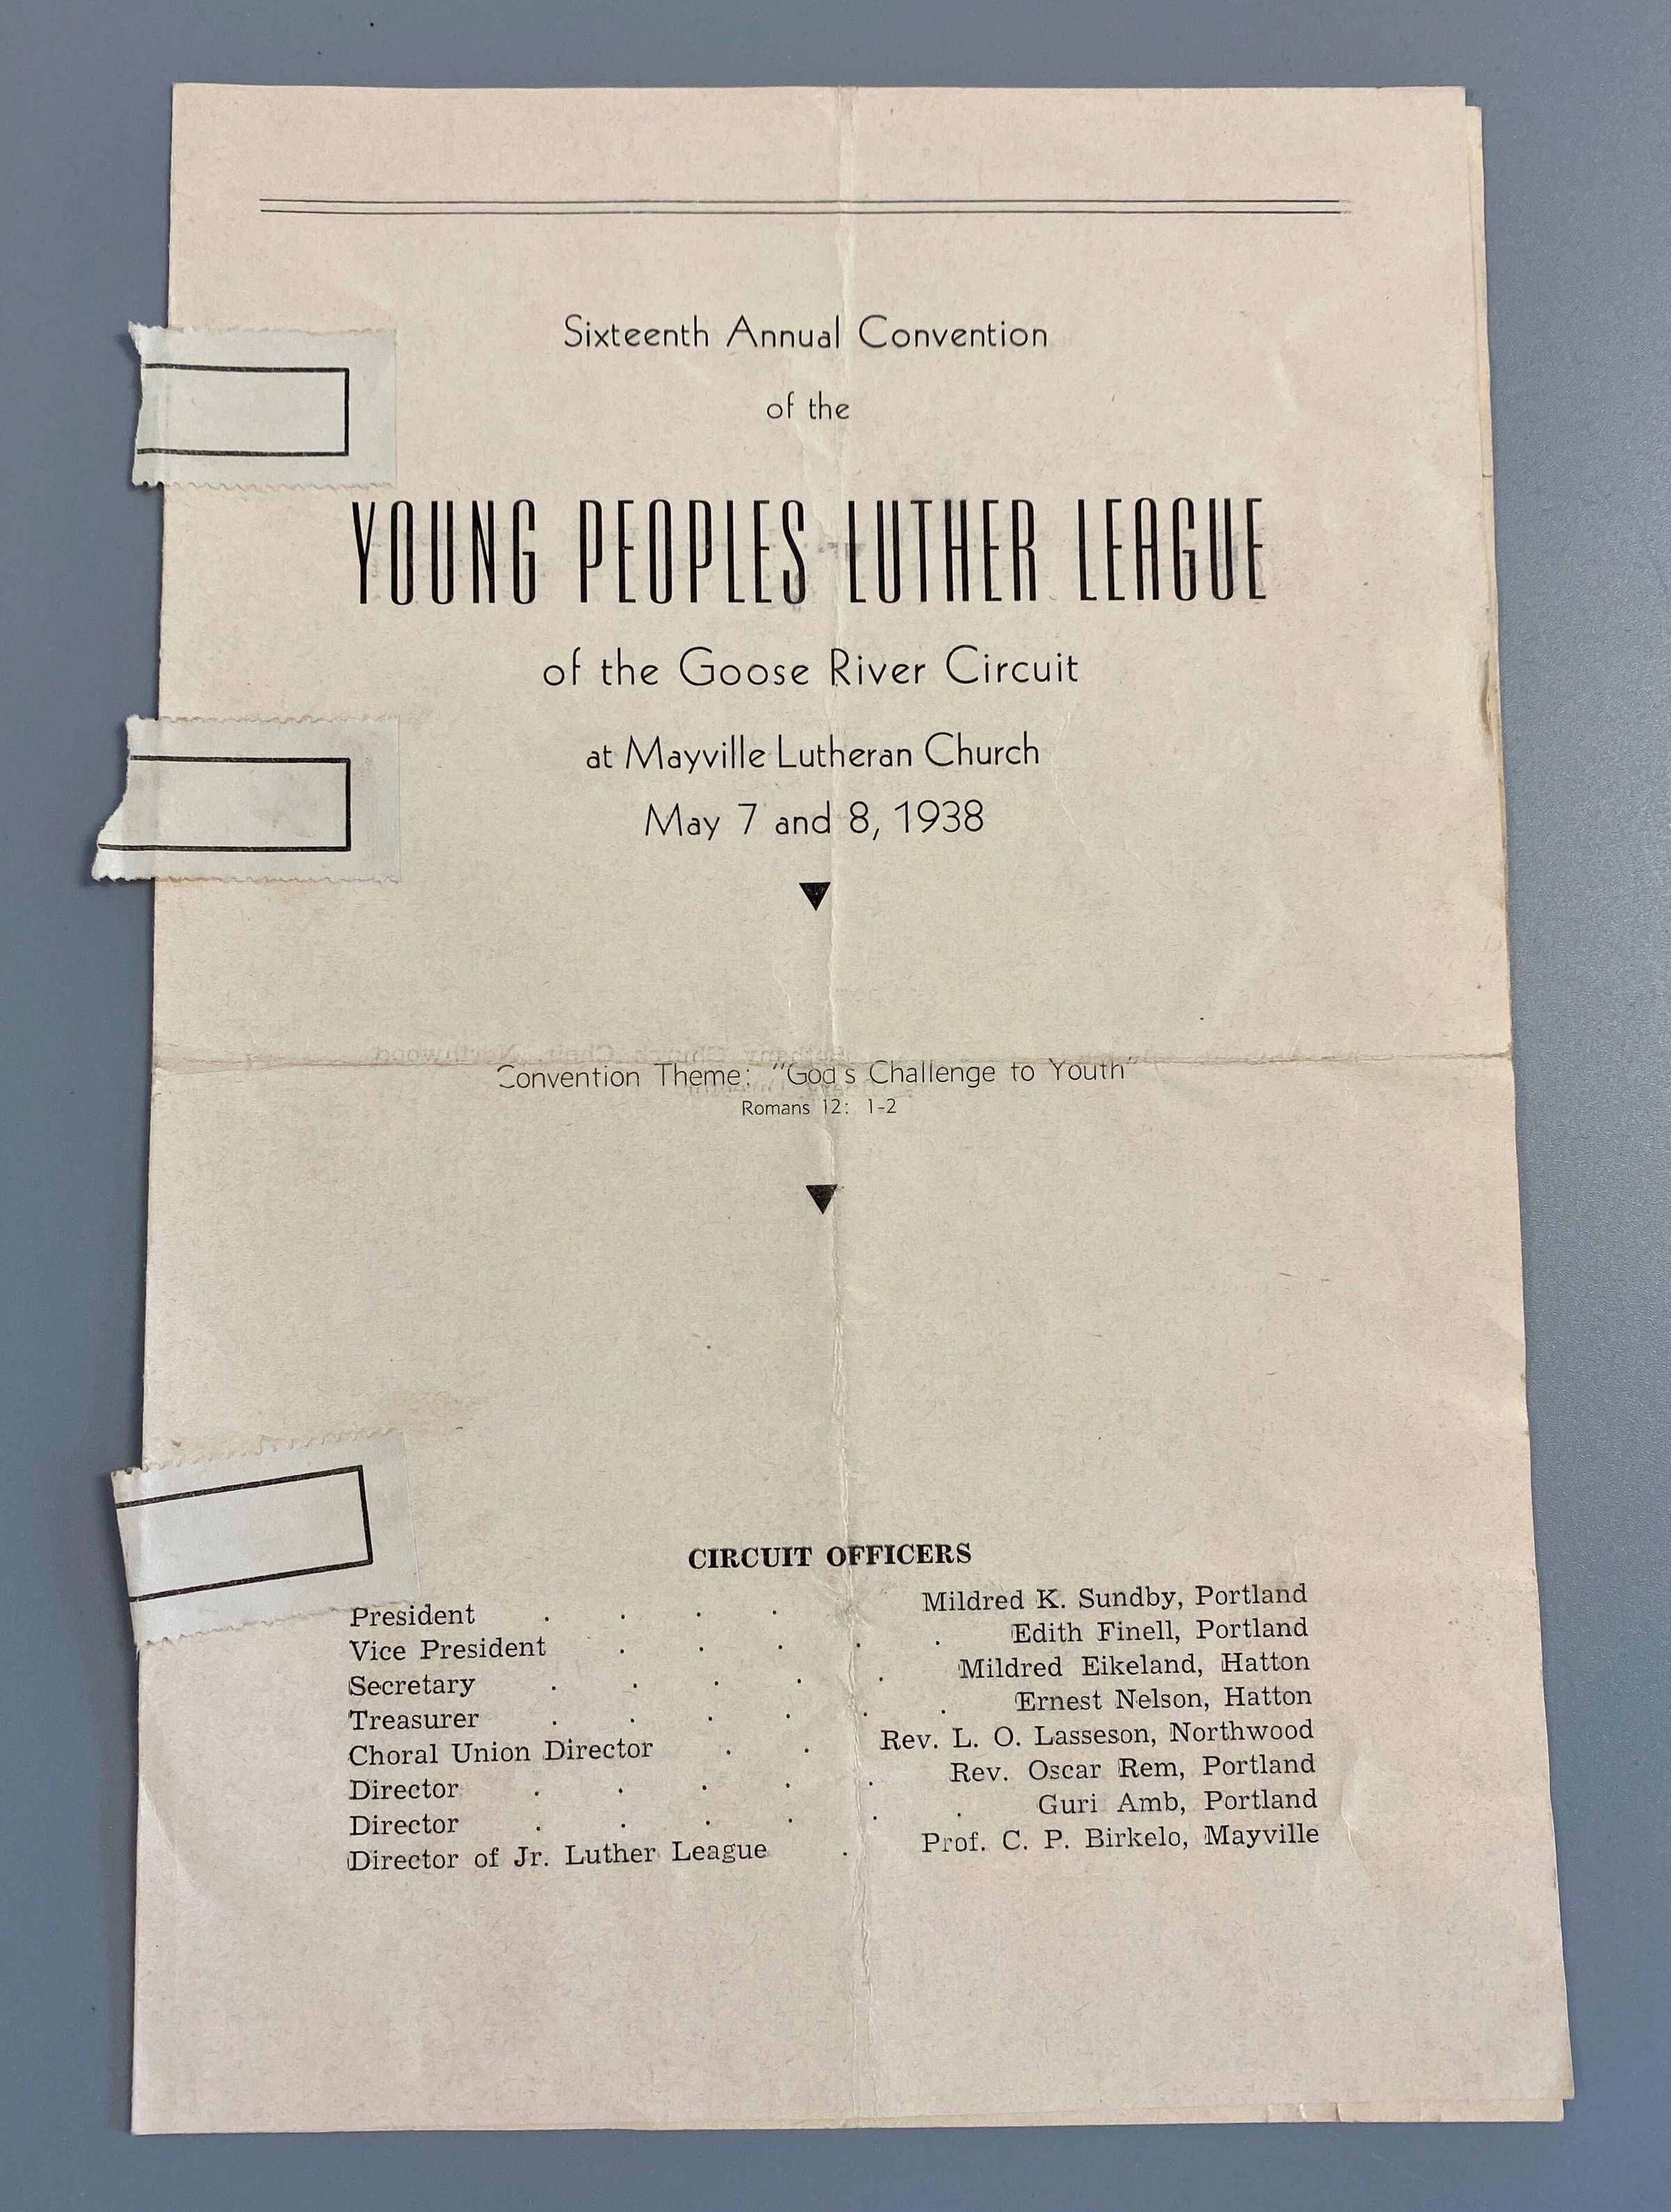 Sixteenth Annual Convention
of the
YOUNG PEOPLES LUTHER LEAGUE
of the Goose River Circuit
at Mayville Lutheran Church
May 7 and 8, 1938
Convention Theme: "God's Challenge to Youth"
Romans 12: 1-2
CIRCUIT OFFICERS
President . . . . Mildred K. Sundby, Portland
Vice President . . . . . Edith Finell, Portland
Secretary . . . . . Mildred Eikeland, Hatton
Treasurer . . . . . . Ernest Nelson, Hatton
Choral Union Director . . Rev. L. O. Lasseson, Northwood
Director . . . . . Rev. Oscar Rem, Portland
Director . . . . . . Guri Amb, Portland
Director of Jr. Luther League . Prof. C. P. Birkelo, Mayville